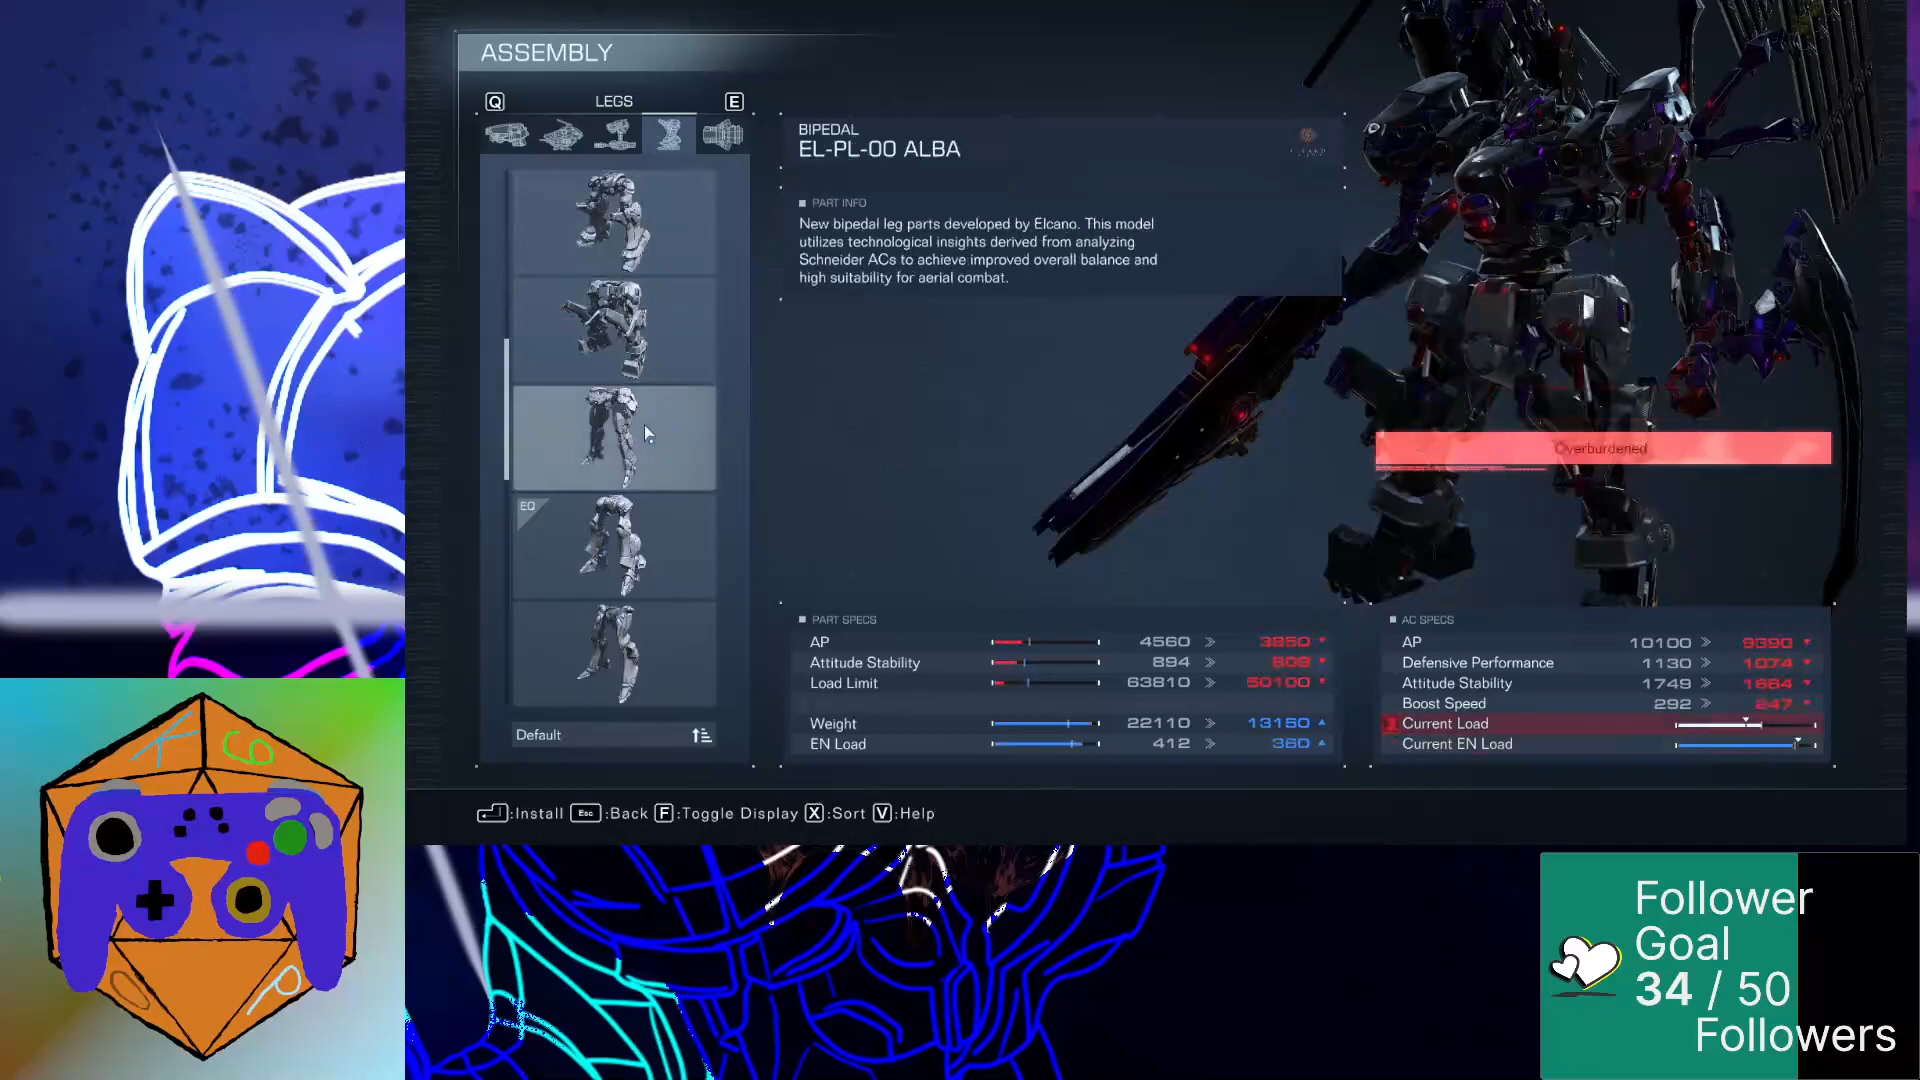 ASSEMBLY
Q LEGS E
BIPEDAL
EL-PL-00 ALBA
PART INFO
New bipedal leg parts developed by Elcano. This model
utilizes technological insights derived from analyzing
Schneider ACs to achieve improved overall balance and
high suitability for aerial combat.
EQ
Default
Overburdened
PART SPECS
AP 4560 3850
Attitude Stability 894 809
Load Limit 63810 50100
Weight 22110 13150
EN Load 412 360
AC SPECS
AP 10100 9390
Defensive Performance 1130 1074
Attitude Stability 1749 1664
Boost Speed 292 247
Current Load
Current EN Load
:Install Esc :Back F :Toggle Display X :Sort V :Help
K G
D P
Follower
Goal
34 / 50
Followers